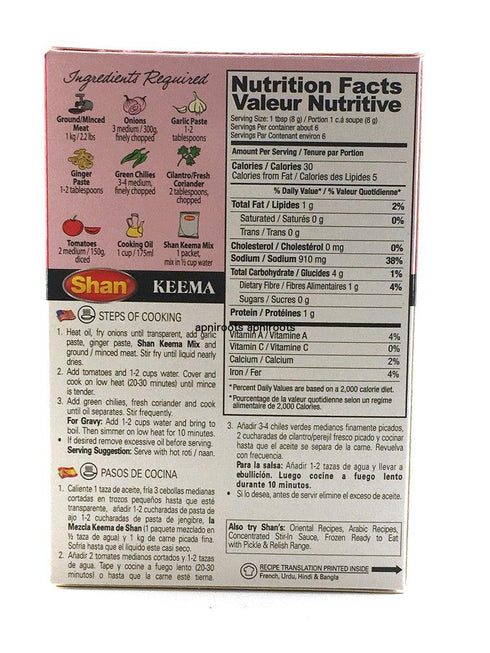 Ingredients Required
Ground/Minced
Meat
1 kg / 2.2 lbs
Onions
3 medium / 300g,
finely chopped
Garlic Paste
1-2
tablespoons
Ginger
Paste
1-2 tablespoons
Green Chilies
3-4 medium,
finely chopped
Cilantro/Fresh
Coriander
2 tablespoons,
chopped
Tomatoes
2 medium / 150g,
diced
Cooking Oil
1 cup / 175ml
Shan Keema Mix
1 packet,
mix in ½ cup water
Shan KEEMA
STEPS OF COOKING
1. Heat oil, fry onions until transparent, add garlic
paste, ginger paste, Shan Keema Mix and
ground / minced meat. Stir fry until liquid nearly
dries.
2. Add tomatoes and 1-2 cups water. Cover and
cook on low heat (20-30 minutes) until mince
is tender.
3. Add green chilies, fresh coriander and cook
until oil separates. Stir frequently.
For Gravy: Add 1-2 cups water and bring to
boil. Then simmer on low heat for 10 minutes.
• If desired remove excessive oil before serving.
Serving Suggestion: Serve with hot roti / naan.
PASOS DE COCINA
1. Caliente 1 taza de aceite, fría 3 cebollas medianas
cortadas en trozos pequeños hasta que esté
transparente, añadir 1-2 cucharadas de pasta de
ajo 1-2 cucharadas de pasta de jengibre, la
Mezcla Keema de Shan (1 paquete mezclado en
½ taza de agua) y 1 kg de carne picada fina.
Sofría hasta que el liquido este casi seco.
2. Añadir 2 tomates medianos cortados y 1-2 tazas
de agua. Tape y cocine a fuego lento (20-30
minutos) o hasta que la carne esté tierna.
Nutrition Facts
Valeur Nutritive
Serving Size: 1 tbsp (8 g) / Portion 1 c.á soupe (8 g)
Servings Per container about 6
Servings Par Contenant environ 6
Amount Per Serving / Tenure par Portion
Calories / Calories 30
Calories from Fat / Calories des Lipides 5
% Daily Value* / % Valeur Quotidienne*
Total Fat / Lipides 1 g 2%
Saturated / Saturés 0 g 0%
Trans / Trans 0 g
Cholesterol / Cholestérol 0 mg 0%
Sodium / Sodium 910 mg 38%
Total Carbohydrate / Glucides 4 g 1%
Dietary Fibre / Fibres Alimentaires 1 g 4%
Sugars / Sucres 0 g
Protein / Protéines 1 g
apniroots apniroots
Vitamin A / Vitamine A 4%
Vitamin C / Vitamine C 0%
Calcium / Calcium 2%
Iron / Fer 4%
*Percent Daily Values are based on a 2,000 calorie diet.
*Pourcentage de la valeur quotidienne selon un regime
alimentaire de 2,000 Calories.
3. Añadir 3-4 chiles verdes medianos finamente picados,
2 cucharadas de cilantro/perejil fresco picado y cocinar
hasta que el aceite se separa de la carne. Revuelva
con frecuencia.
Para la salsa: Añadir 1-2 tazas de agua y llevar a
ebullición. Luego cocine a fuego lento
durante 10 minutos.
• Si lo desea, antes de servir elimine el exceso de aceite.
Also try Shan's: Oriental Recipes, Arabic Recipes,
Concentrated Stir-In Sauce, Frozen Ready to Eat
with Pickle & Relish Range.
RECIPE TRANSLATION PRINTED INSIDE
French, Urdu, Hindi & Bangla